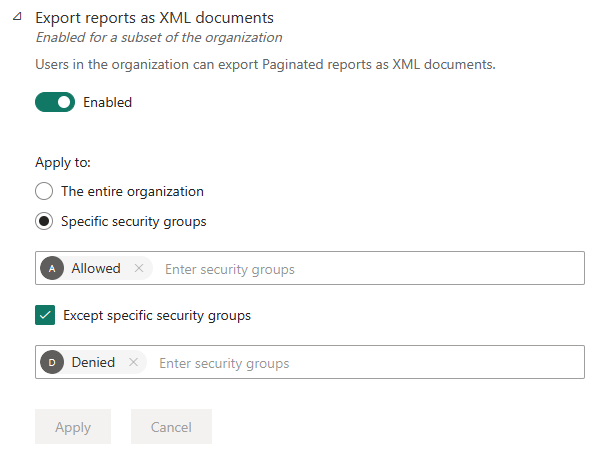 Export reports as XML documents
Enabled for a subset of the organization
Users in the organization can export Paginated reports as XML documents.
Enabled
Apply to:
The entire organization
Specific security groups
A Allowed × Enter security groups
Except specific security groups
D Denied × Enter security groups
Apply Cancel